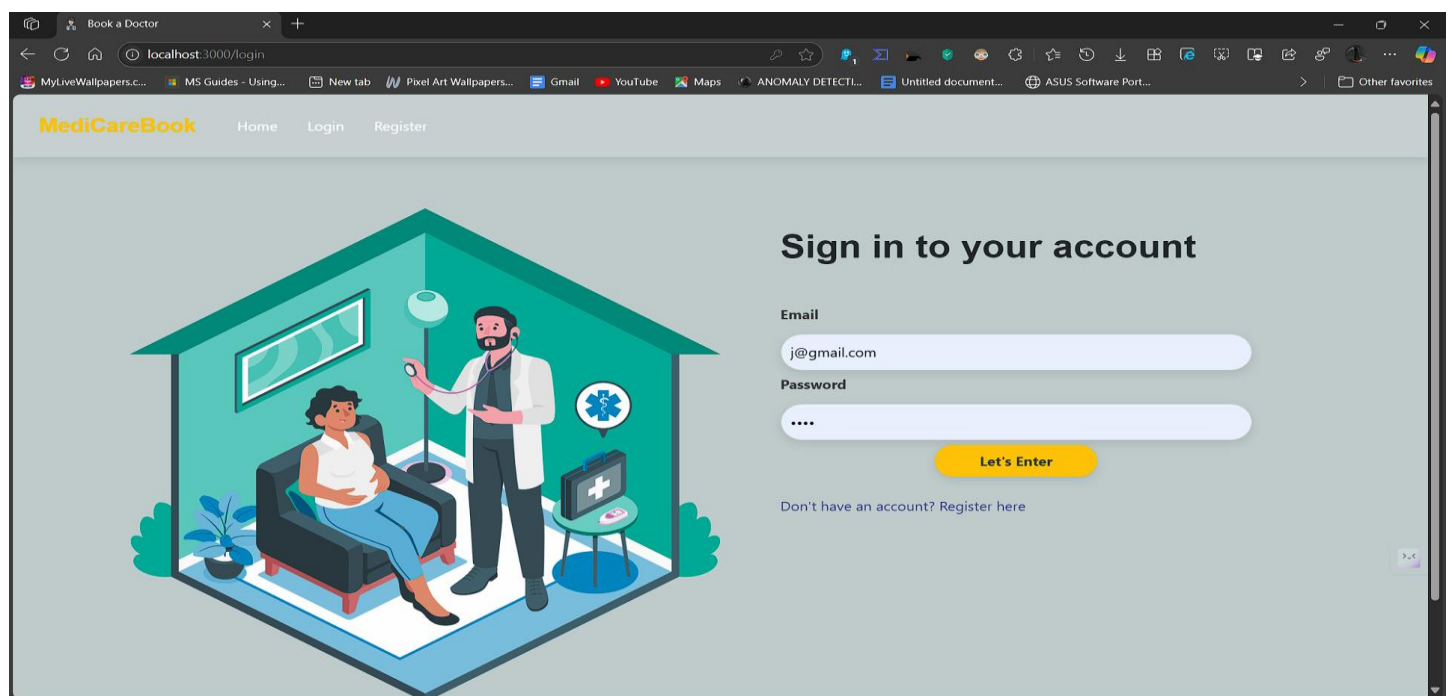 Book a Doctor
localhost:3000/login
MyLiveWallpapers.c... MS Guides - Using... New tab Pixel Art Wallpapers... Gmail YouTube Maps ANOMALY DETECTI... Untitled document... ASUS Software Port... Other favorites
MediCareBook Home Login Register
Sign in to your account
Email
j@gmail.com
Password
••••
Let's Enter
Don't have an account? Register here